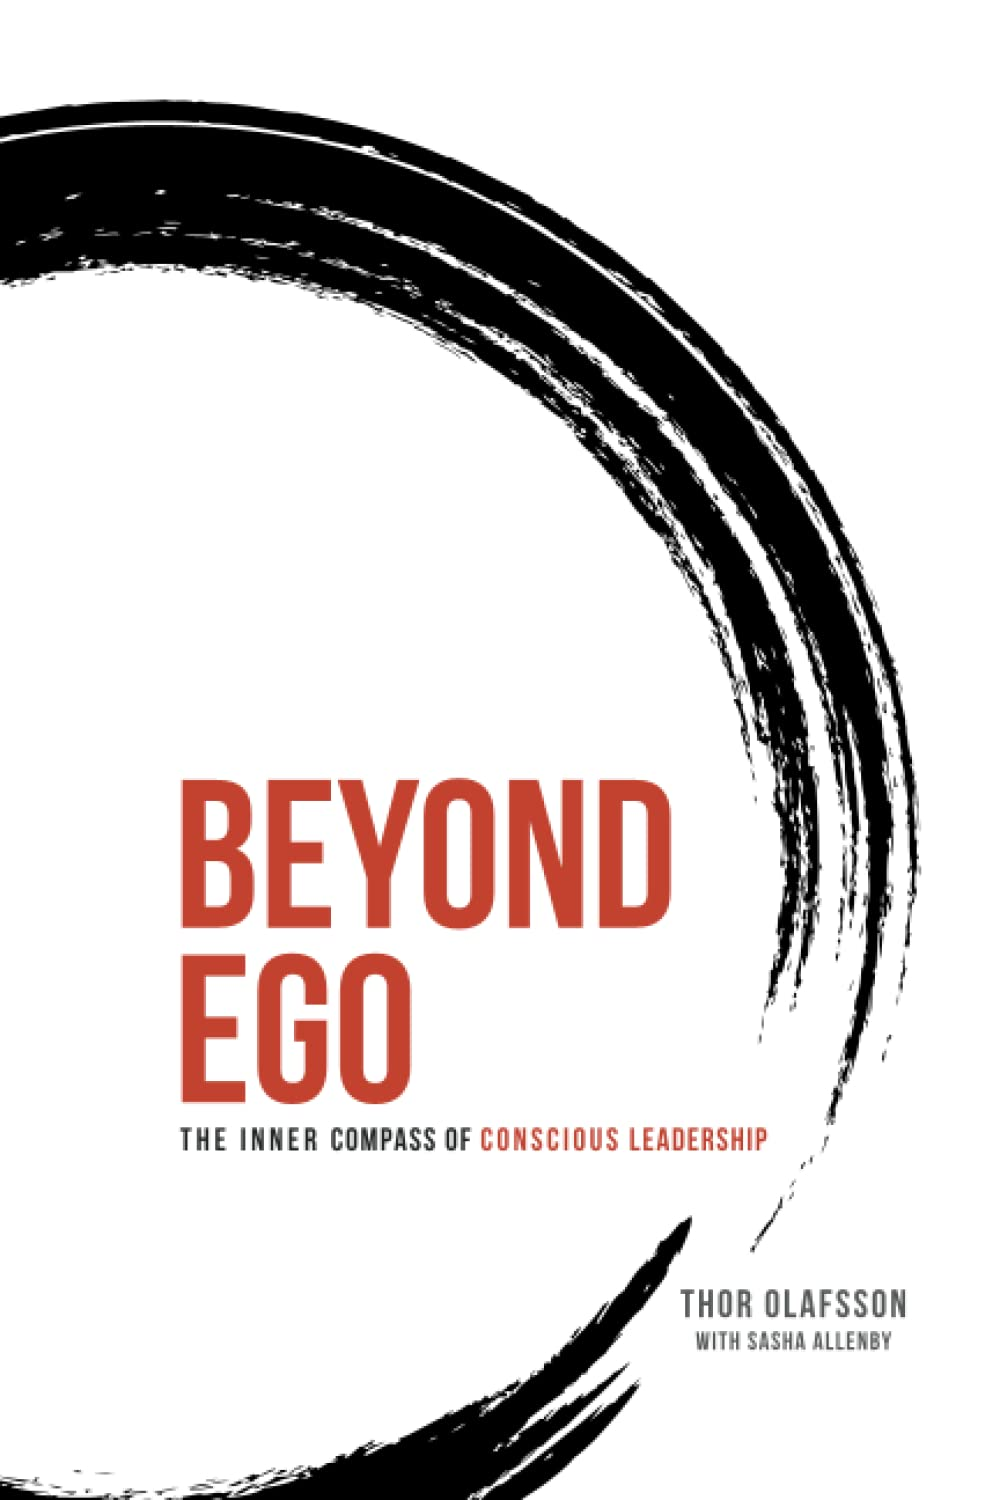 BEYOND
EGO
THE INNER COMPASS OF CONSCIOUS LEADERSHIP
THOR OLAFSSON
WITH SASHA ALLENBY